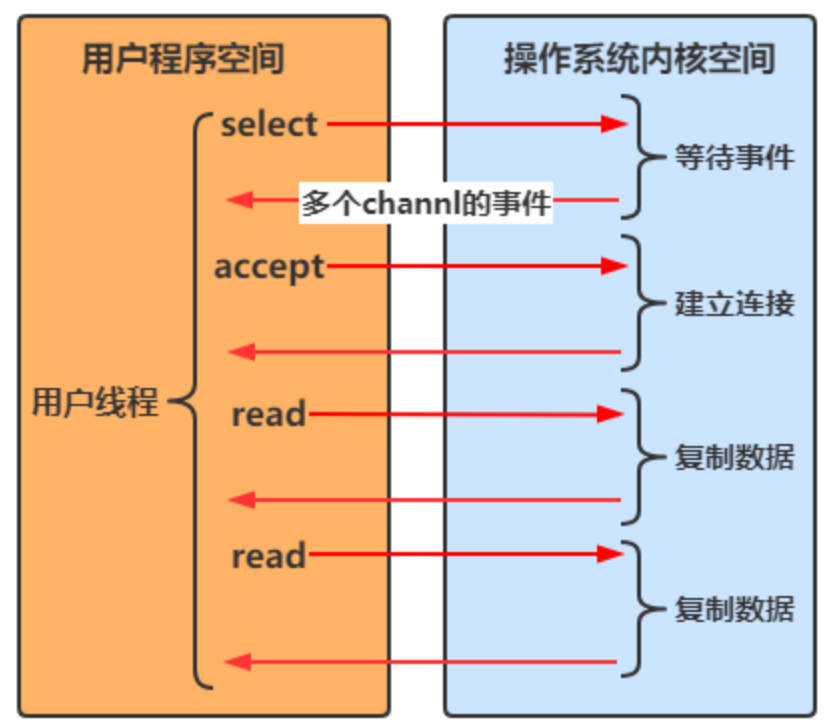 用户程序空间
操作系统内核空间
select
等待事件
多个channl的事件
accept
建立连接
用户线程
read
复制数据
read
复制数据